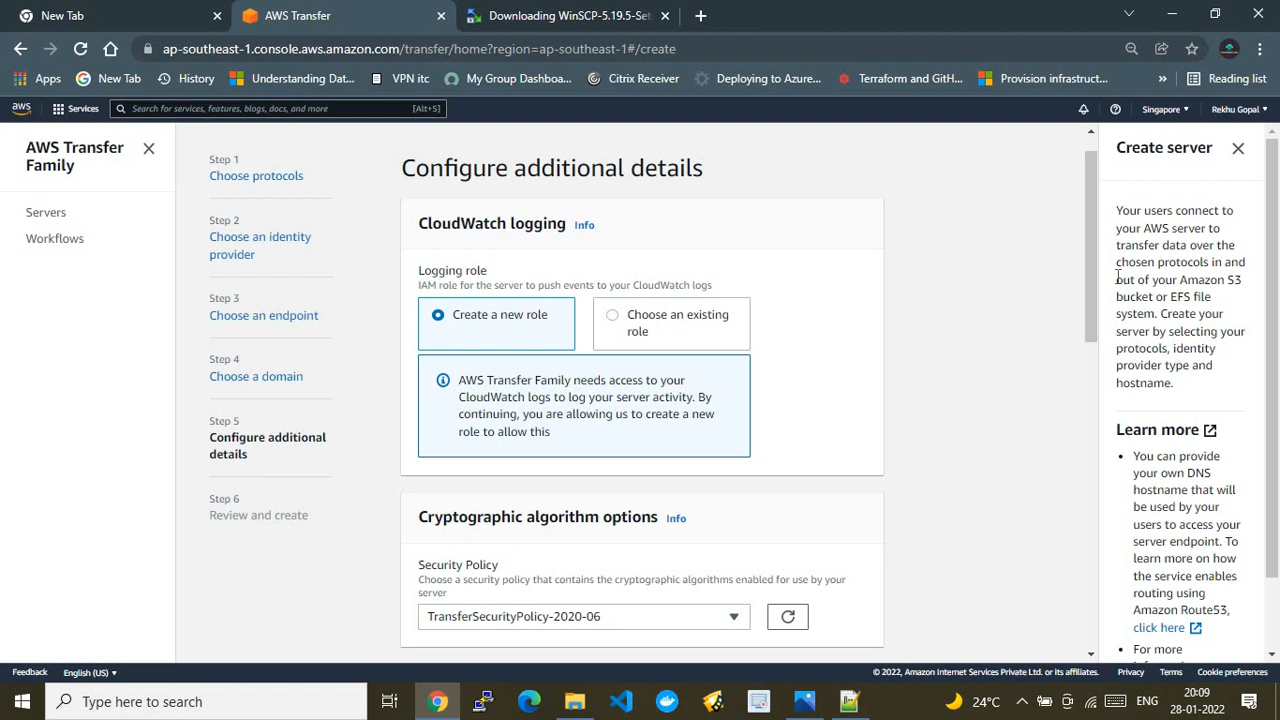 New Tab
AWS Transfer
Downloading WinSCP-5.19.5-Set
ap-southeast-1.console.aws.amazon.com/transfer/home?region=ap-southeast-1#/create
Apps
New Tab
History
Understanding Dat...
VPN itc
My Group Dashboa...
Citrix Receiver
Deploying to Azure...
Terraform and GitH...
Provision infrastruct...
»
Reading list
aws
Services
Search for services, features, blogs, docs, and more
[Alt+S]
Singapore
Rekhu Gopal
AWS Transfer
Family
Servers
Workflows
Step 1
Choose protocols
Step 2
Choose an identity
provider
Step 3
Choose an endpoint
Step 4
Choose a domain
Step 5
Configure additional
details
Step 6
Review and create
Configure additional details
CloudWatch logging Info
Logging role
IAM role for the server to push events to your CloudWatch logs
Create a new role
Choose an existing
role
AWS Transfer Family needs access to your
CloudWatch logs to log your server activity. By
continuing, you are allowing us to create a new
role to allow this
Cryptographic algorithm options Info
Security Policy
Choose a security policy that contains the cryptographic algorithms enabled for use by your
server
TransferSecurityPolicy-2020-06
Create server
Your users connect to
your AWS server to
transfer data over the
chosen protocols in and
out of your Amazon S3
bucket or EFS file
system. Create your
server by selecting your
protocols, identity
provider type and
hostname.
Learn more
• You can provide
your own DNS
hostname that will
be used by your
users to access your
server endpoint. To
learn more on how
the service enables
routing using
Amazon Route53,
click here
• For more
Feedback
English (US)
© 2022, Amazon Internet Services Private Ltd. or its affiliates.
Privacy
Terms
Cookie preferences
Type here to search
24°C
ENG
20:09
28-01-2022